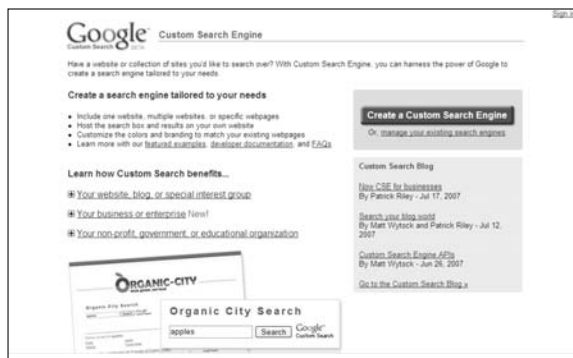 Sign in
Google™ Custom Search Engine
Custom Search BETA
Have a website or collection of sites you'd like to search over? With Custom Search Engine, you can harness the power of Google to
create a search engine tailored to your needs.
Create a search engine tailored to your needs
• Include one website, multiple websites, or specific webpages
• Host the search box and results on your own website
• Customize the colors and branding to match your existing webpages
• Learn more with our featured examples, developer documentation, and FAQs
Learn how Custom Search benefits...
Your website, blog, or special interest group
Your business or enterprise New!
Your non-profit, government, or educational organization
Create a Custom Search Engine
Or, manage your existing search engines
Custom Search Blog
Now CSE for businesses
By Patrick Riley - Jul 17, 2007
Search your blog world
By Matt Wytock and Patrick Riley - Jul 12,
2007
Custom Search Engine APIs
By Matt Wytock - Jun 26, 2007
Go to the Custom Search Blog »
ORGANIC-CITY
Organic City Search
apples Search Google™
Custom Search